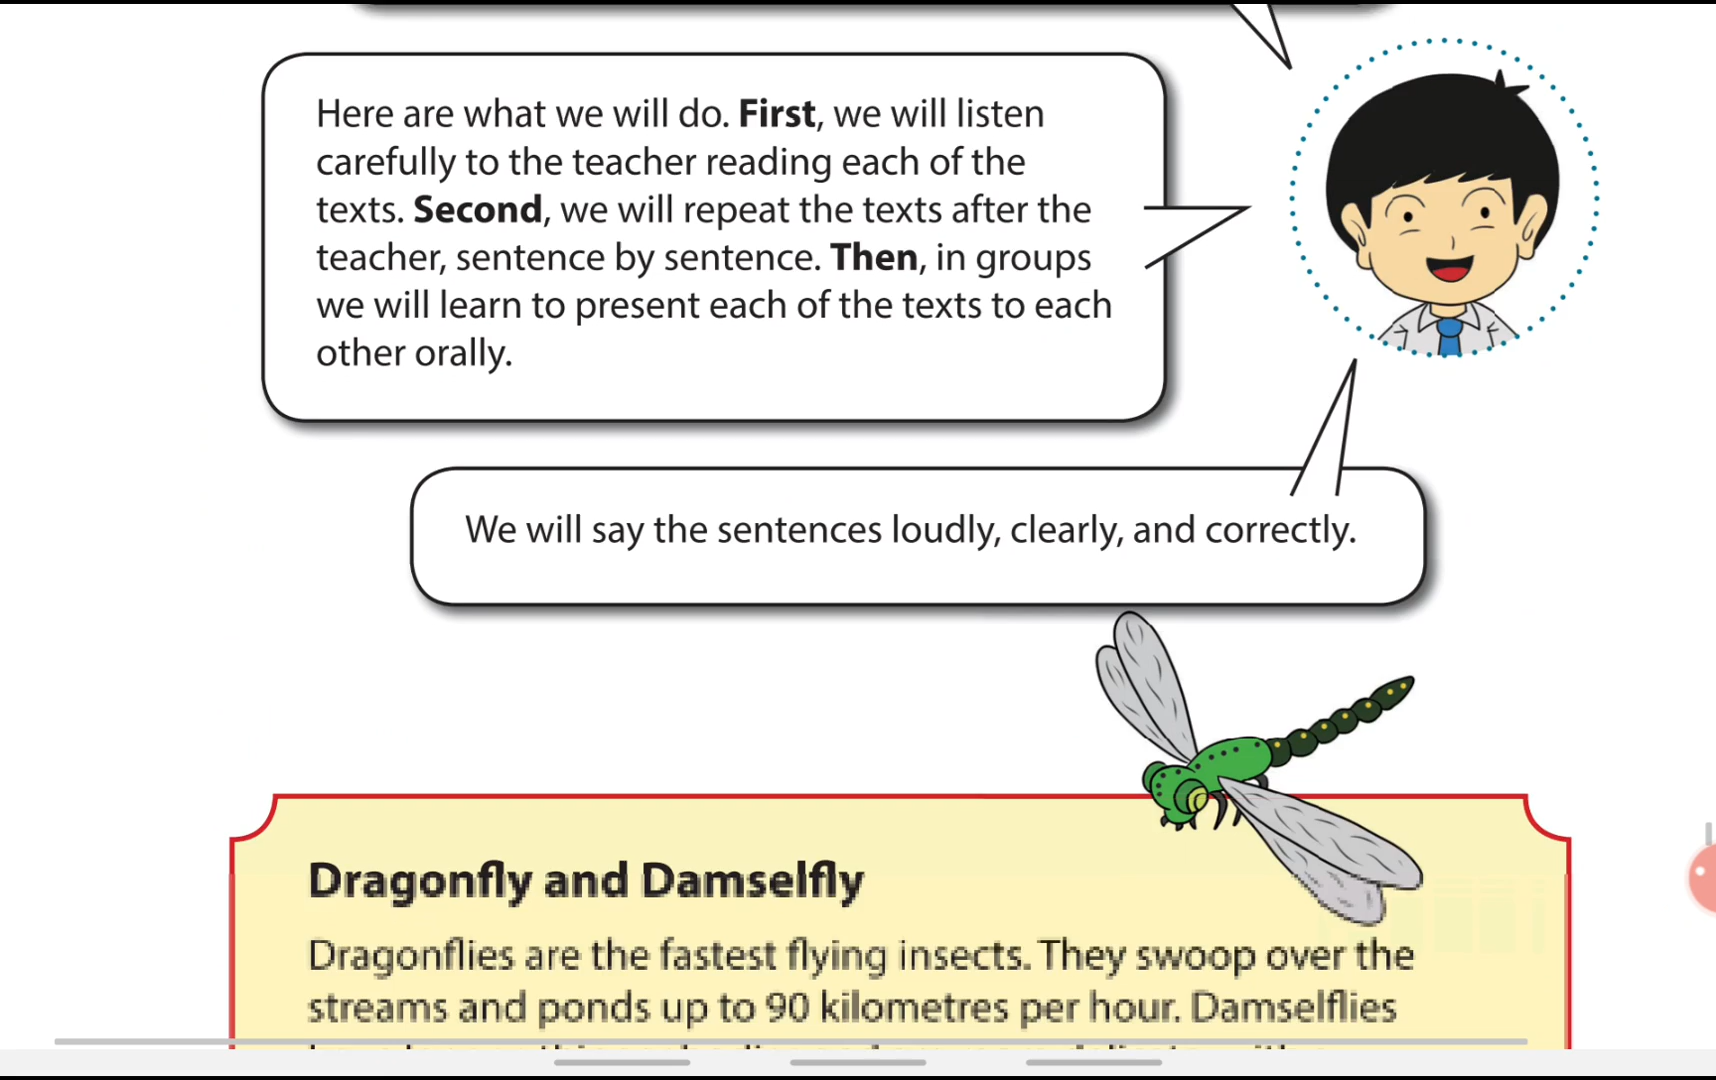 Here are what we will do. First, we will listen
carefully to the teacher reading each of the
texts. Second, we will repeat the texts after the
teacher, sentence by sentence. Then, in groups
we will learn to present each of the texts to each
other orally.
We will say the sentences loudly, clearly, and correctly.
Dragonfly and Damselfly
Dragonflies are the fastest flying insects. They swoop over the
streams and ponds up to 90 kilometres per hour. Damselflies